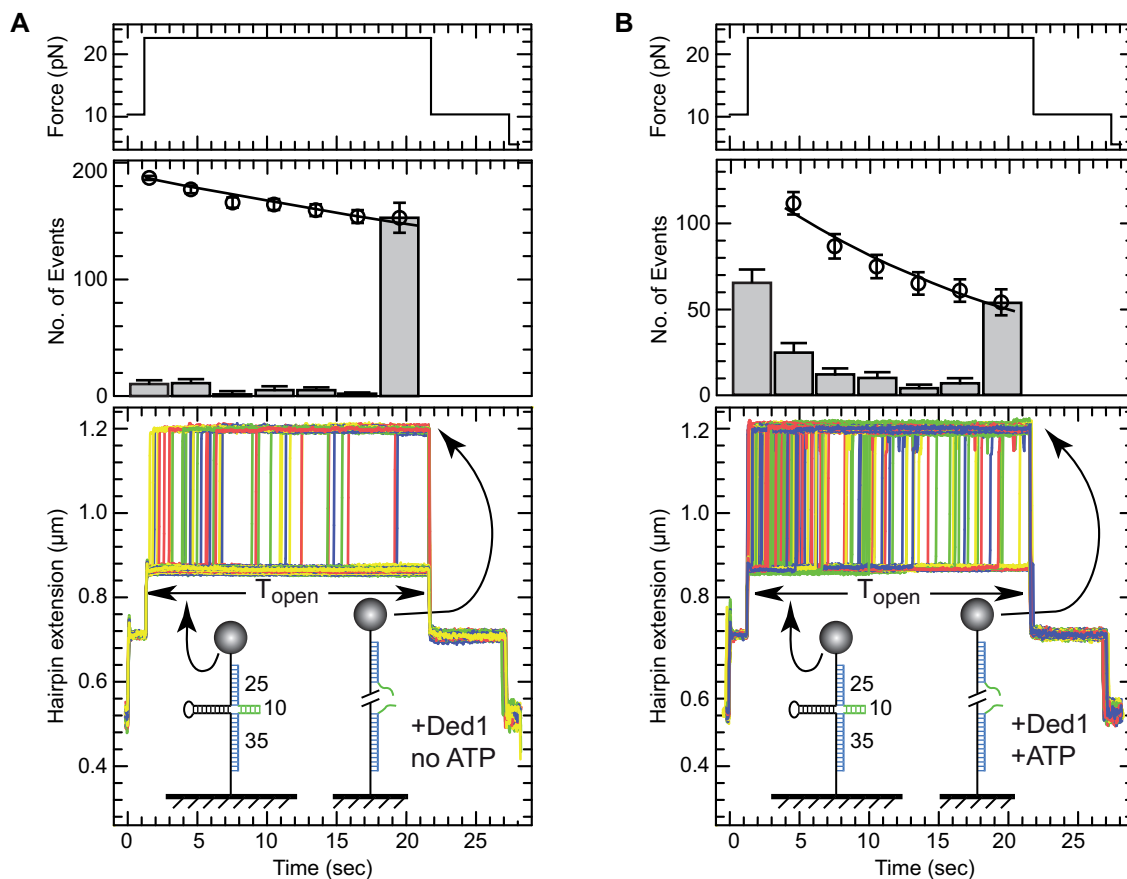 A
Force (pN)
20
10
No. of Events
200
100
0
Hairpin extension (µm)
1.2
1.0
0.8
0.6
0.4
Topen
25
10
35
+Ded1
no ATP
0 5 10 15 20 25
Time (sec)
B
Force (pN)
20
10
No. of Events
100
50
0
Hairpin extension (µm)
1.2
1.0
0.8
0.6
0.4
Topen
25
10
35
+Ded1
+ATP
0 5 10 15 20 25
Time (sec)